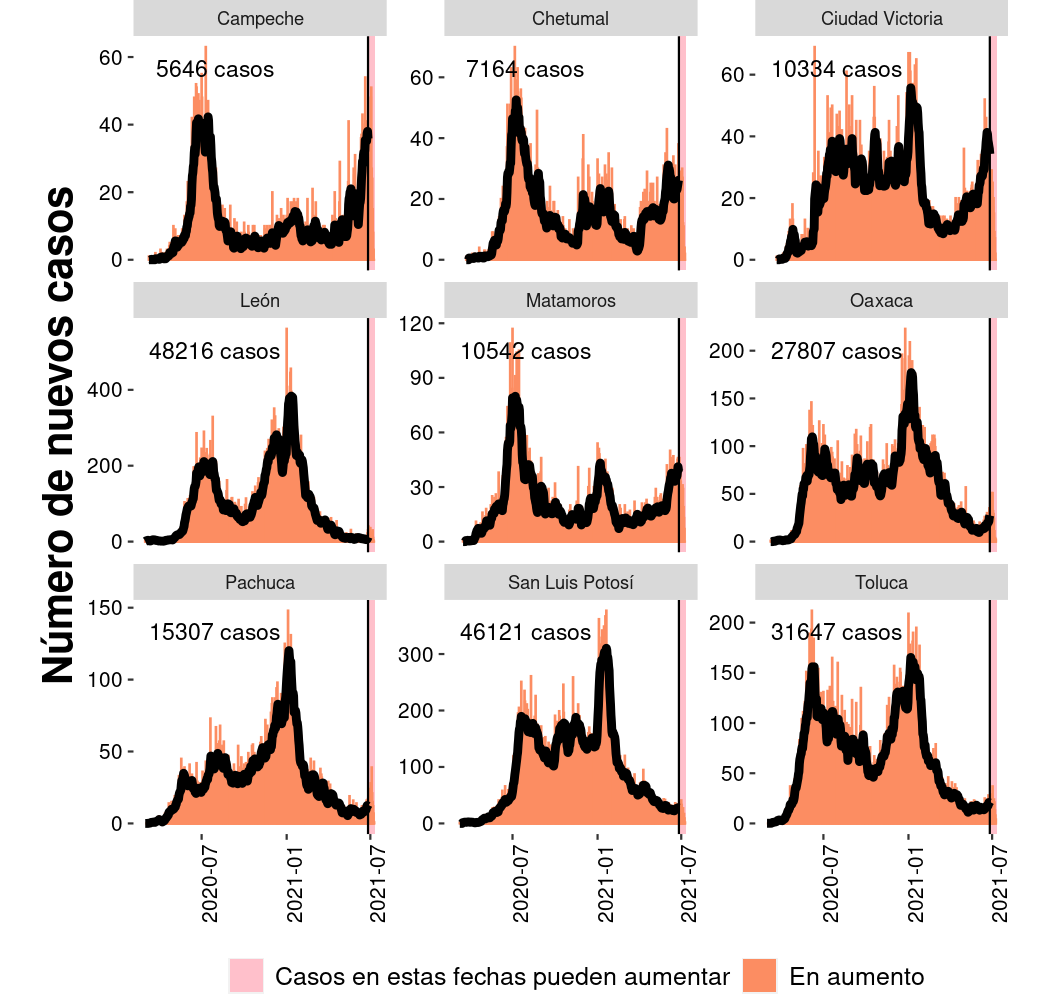 Número de nuevos casos
Campeche
Chetumal
Ciudad Victoria
60
40
20
0
5646 casos
60
40
20
0
7164 casos
60
40
20
0
10334 casos
León
Matamoros
Oaxaca
400
200
0
48216 casos
120
90
60
30
0
10542 casos
200
150
100
50
0
27807 casos
Pachuca
San Luis Potosí
Toluca
150
100
50
0
15307 casos
300
200
100
0
46121 casos
200
150
100
50
0
31647 casos
2020-07
2021-01
2021-07
2020-07
2021-01
2021-07
2020-07
2021-01
2021-07
Casos en estas fechas pueden aumentar
En aumento